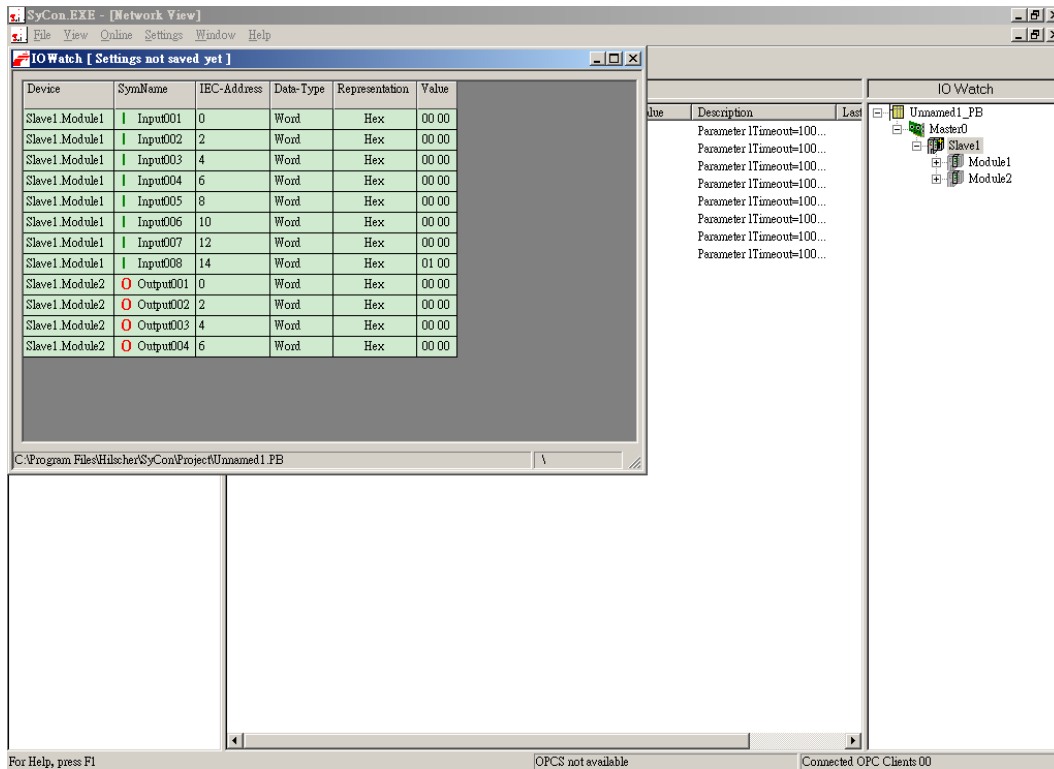 SyCon.EXE - [Network View]
File View Online Settings Window Help
IO Watch [ Settings not saved yet ]
Device SymName IEC-Address Data-Type Representation Value
Slave1.Module1 I Input001 0 Word Hex 00 00
Slave1.Module1 I Input002 2 Word Hex 00 00
Slave1.Module1 I Input003 4 Word Hex 00 00
Slave1.Module1 I Input004 6 Word Hex 00 00
Slave1.Module1 I Input005 8 Word Hex 00 00
Slave1.Module1 I Input006 10 Word Hex 00 00
Slave1.Module1 I Input007 12 Word Hex 00 00
Slave1.Module1 I Input008 14 Word Hex 01 00
Slave1.Module2 O Output001 0 Word Hex 00 00
Slave1.Module2 O Output002 2 Word Hex 00 00
Slave1.Module2 O Output003 4 Word Hex 00 00
Slave1.Module2 O Output004 6 Word Hex 00 00
C:\Program Files\Hilscher\SyCon\Project\Unnamed1.PB \
alue Description Last
Parameter lTimeout=100...
Parameter lTimeout=100...
Parameter lTimeout=100...
Parameter lTimeout=100...
Parameter lTimeout=100...
Parameter lTimeout=100...
Parameter lTimeout=100...
Parameter lTimeout=100...
IO Watch
Unnamed1_PB
Master0
Slave1
Module1
Module2
For Help, press F1 OPCS not available Connected OPC Clients 00